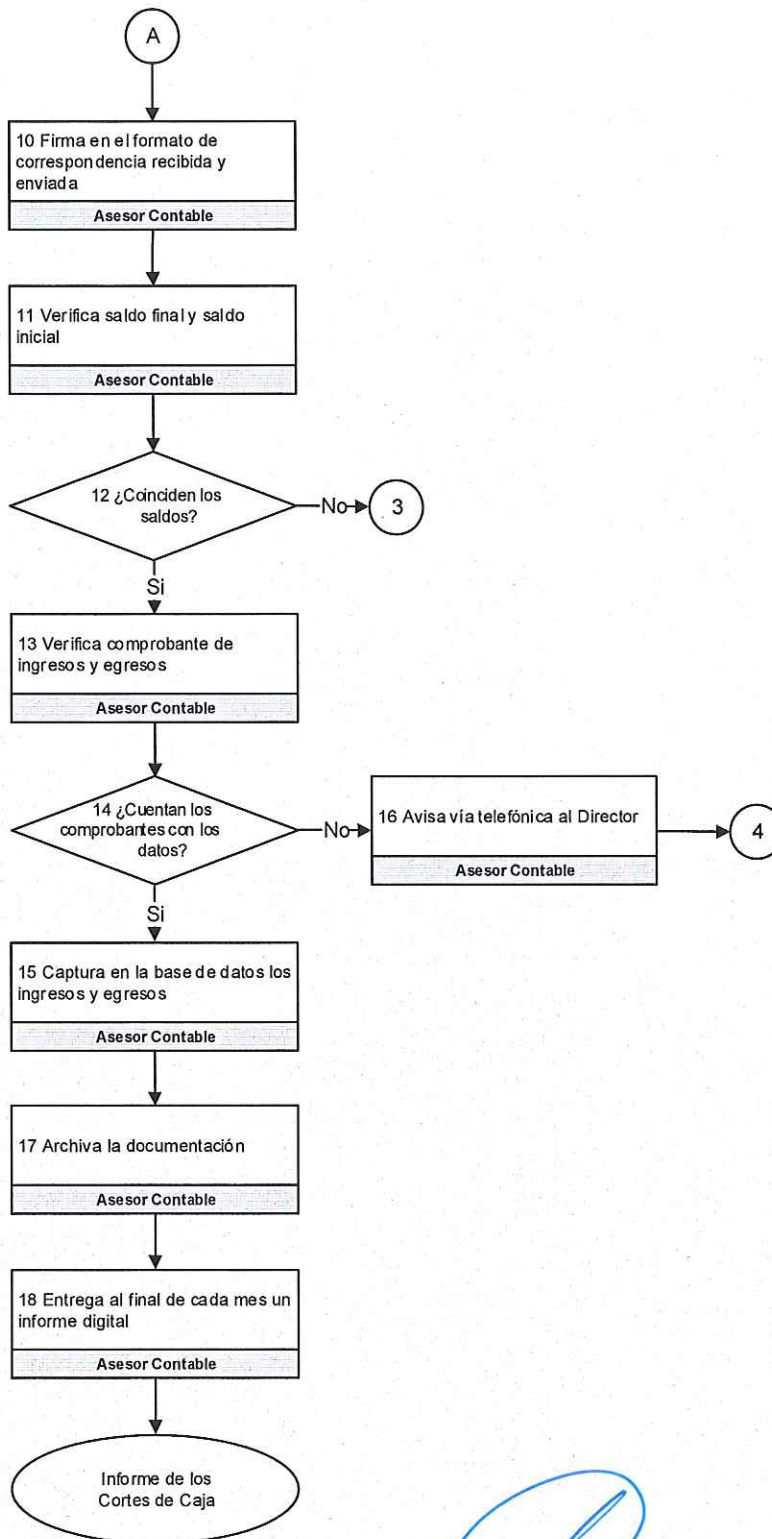 A
10 Firma en el formato de
correspondencia recibida y
enviada
Asesor Contable
11 Verifica saldo final y saldo
inicial
Asesor Contable
12 ¿Coinciden los
saldos?
No
3
Si
13 Verifica comprobante de
ingresos y egresos
Asesor Contable
14 ¿Cuentan los
comprobantes con los
datos?
No
16 Avisa vía telefónica al Director
Asesor Contable
4
Si
15 Captura en la base de datos los
ingresos y egresos
Asesor Contable
17 Archiva la documentación
Asesor Contable
18 Entrega al final de cada mes un
informe digital
Asesor Contable
Informe de los
Cortes de Caja